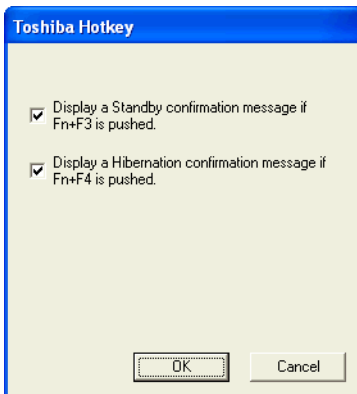 Toshiba Hotkey
Display a Standby confirmation message if
Fn+F3 is pushed.
Display a Hibernation confirmation message if
Fn+F4 is pushed.
OK
Cancel